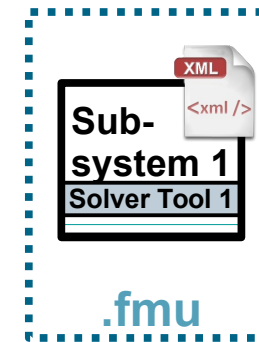 XML
<xml />
Sub-
system 1
Solver Tool 1
.fmu